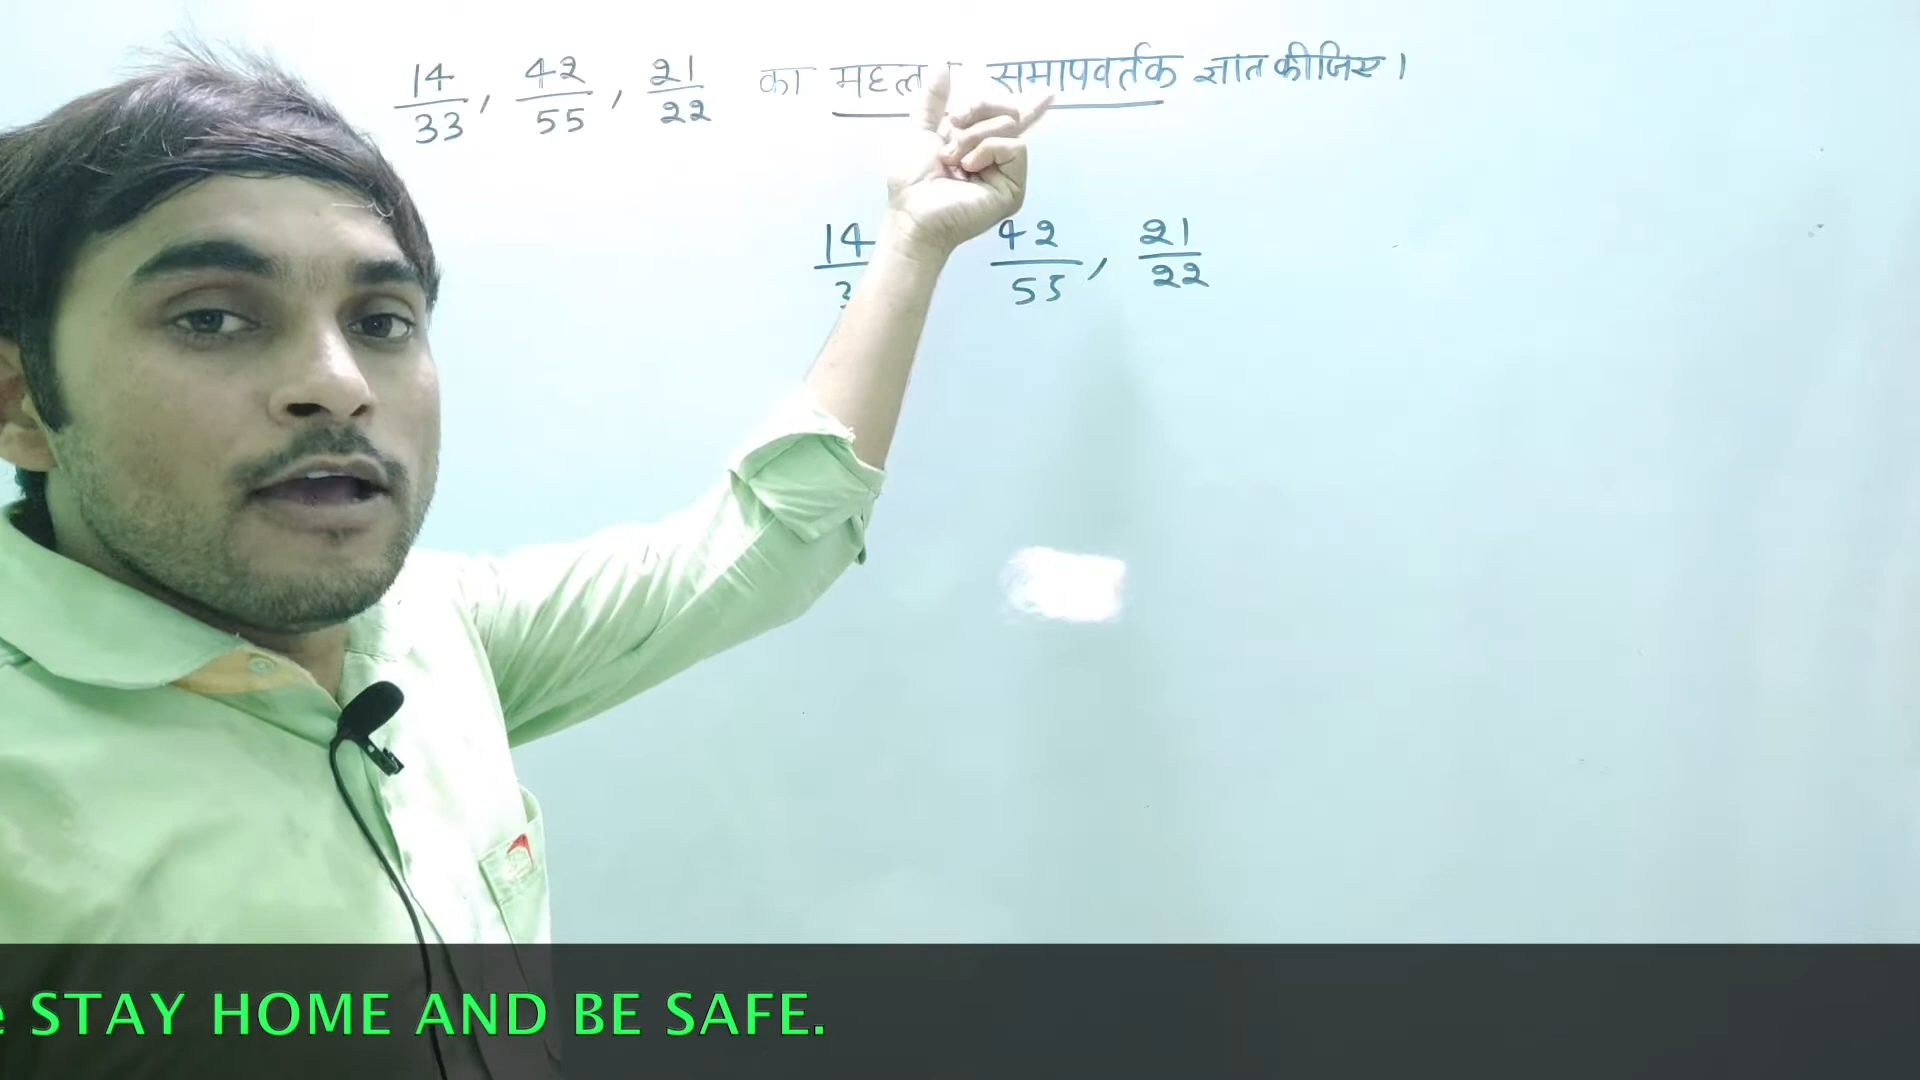 14/33, 42/55, 21/22 का महत्त समापवर्तक ज्ञात कीजिए।
14 42/55, 21/22
e STAY HOME AND BE SAFE.